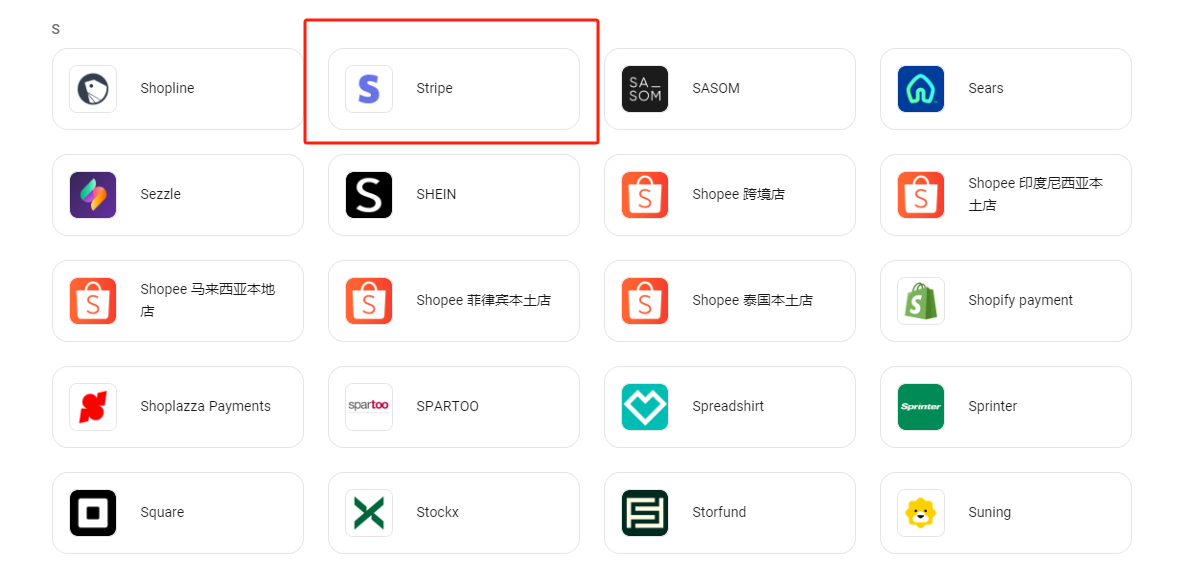 S
Shopline
Stripe
SA_
SOM
SASOM
Sears
Sezzle
S
SHEIN
S
Shopee 跨境店
S
Shopee 印度尼西亚本
土店
S
Shopee 马来西亚本地
店
S
Shopee 菲律宾本土店
S
Shopee 泰国本土店
S
Shopify payment
Shoplazza Payments
spartoo
SPARTOO
Spreadshirt
Sprinter
Sprinter
Square
Stockx
Storfund
Suning